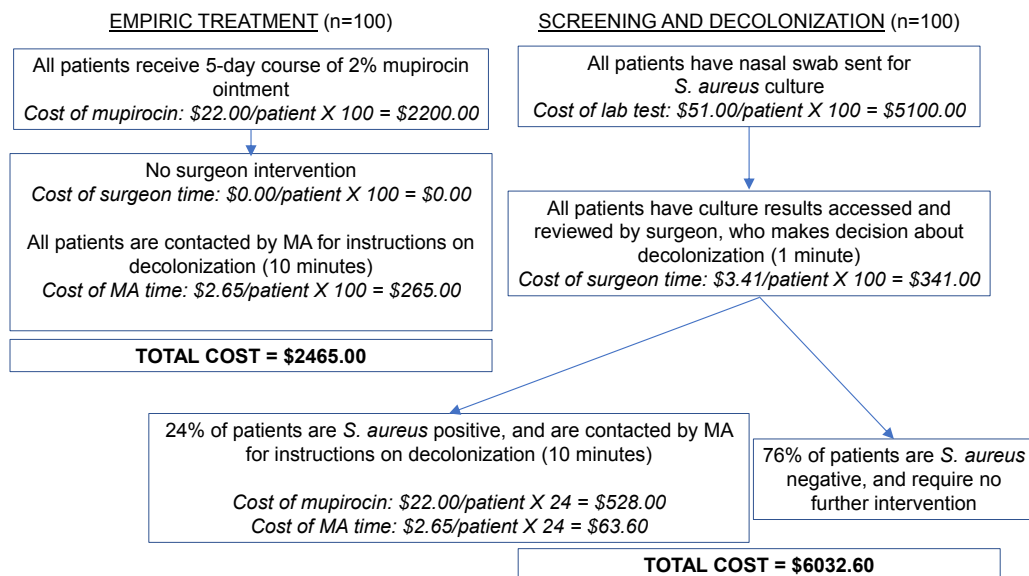 EMPIRIC TREATMENT (n=100)
All patients receive 5-day course of 2% mupirocin
ointment
Cost of mupirocin: $22.00/patient X 100 = $2200.00
No surgeon intervention
Cost of surgeon time: $0.00/patient X 100 = $0.00
All patients are contacted by MA for instructions on
decolonization (10 minutes)
Cost of MA time: $2.65/patient X 100 = $265.00
TOTAL COST = $2465.00
SCREENING AND DECOLONIZATION (n=100)
All patients have nasal swab sent for
S. aureus culture
Cost of lab test: $51.00/patient X 100 = $5100.00
All patients have culture results accessed and
reviewed by surgeon, who makes decision about
decolonization (1 minute)
Cost of surgeon time: $3.41/patient X 100 = $341.00
24% of patients are S. aureus positive, and are contacted by MA
for instructions on decolonization (10 minutes)
Cost of mupirocin: $22.00/patient X 24 = $528.00
Cost of MA time: $2.65/patient X 24 = $63.60
76% of patients are S. aureus
negative, and require no
further intervention
TOTAL COST = $6032.60